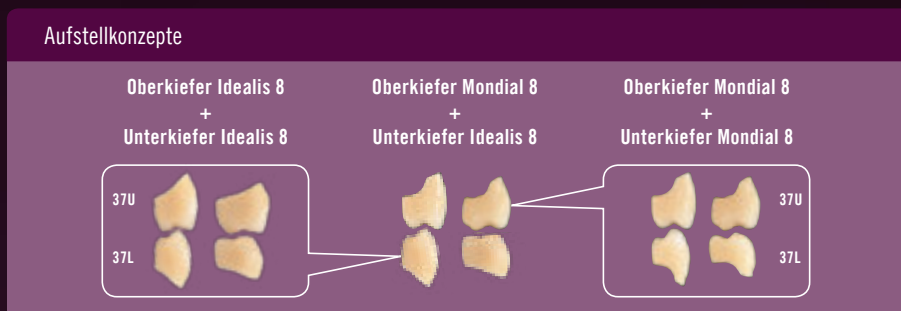 Aufstellkonzepte
Oberkiefer Idealis 8
+
Unterkiefer Idealis 8
Oberkiefer Mondial 8
+
Unterkiefer Idealis 8
Oberkiefer Mondial 8
+
Unterkiefer Mondial 8
37U
37L
37U
37L